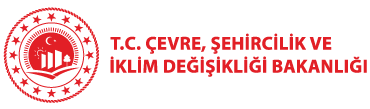 T.C. ÇEVRE, ŞEHİRCİLİK VE
İKLİM DEĞİŞİKLİĞİ BAKANLIĞI